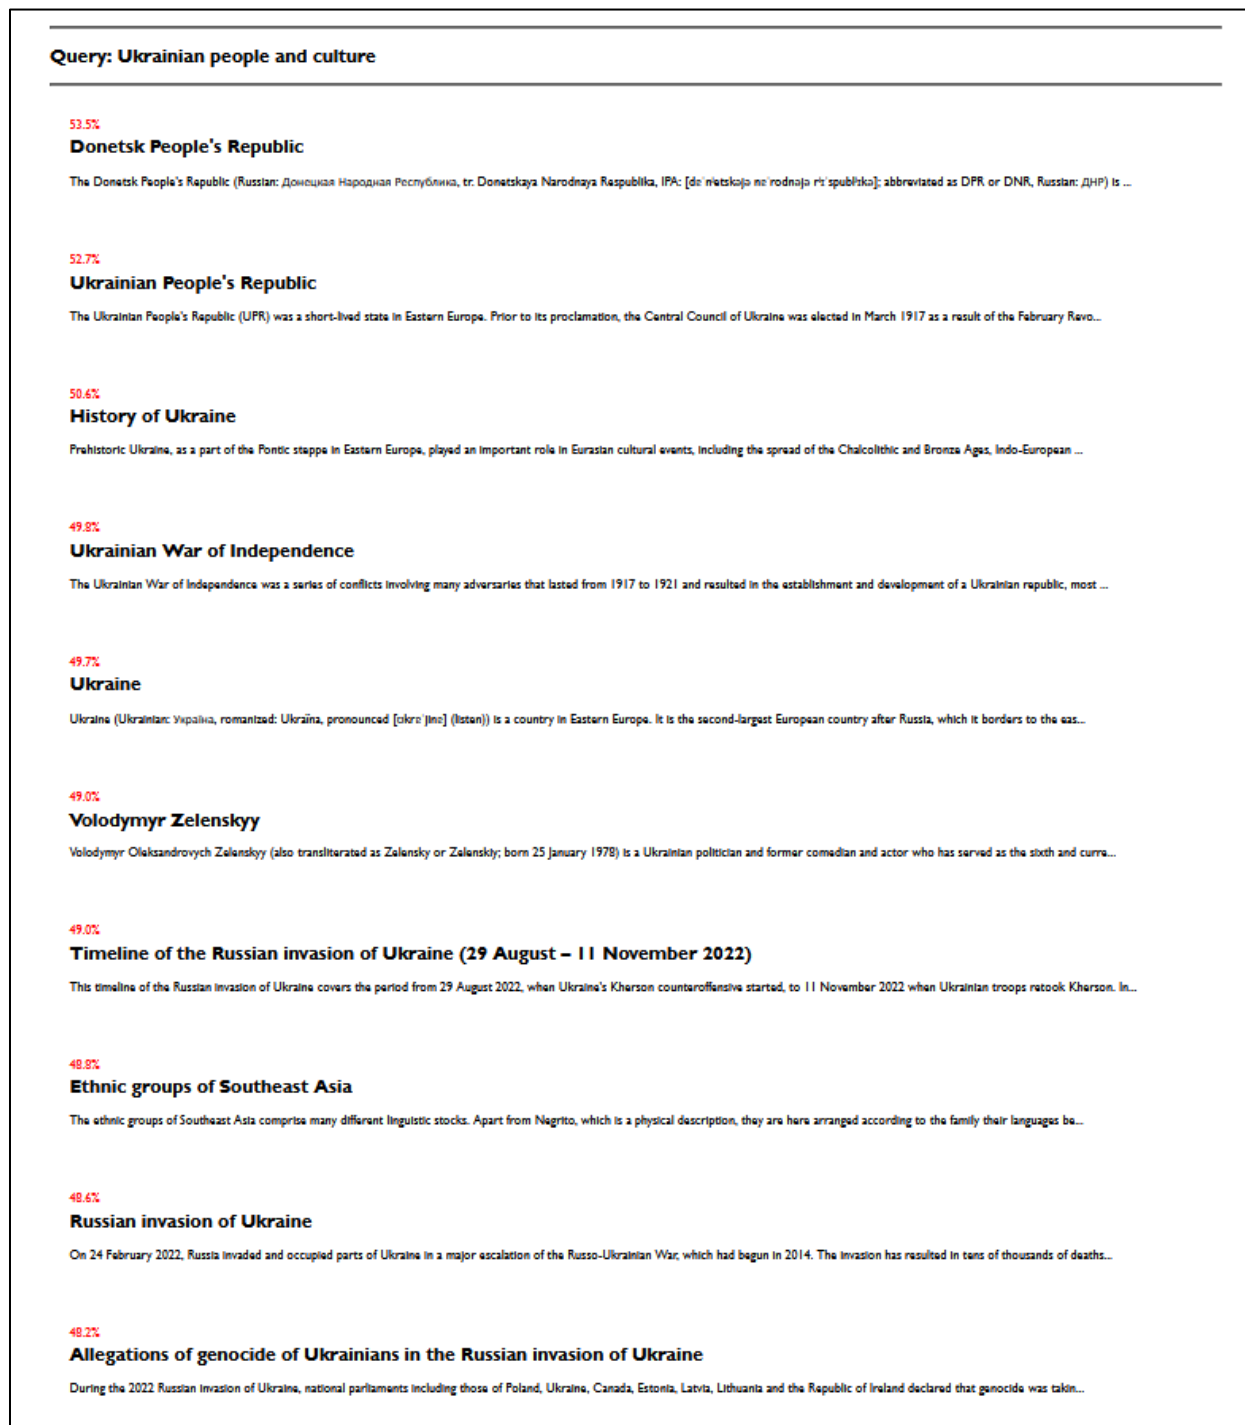 Query: Ukrainian people and culture
53.5%
Donetsk People's Republic
The Donetsk People's Republic (Russian: Донецкая Народная Республика, tr. Donetskaya Narodnaya Respublika, IPA: [dɐˈnʲetskəjə nɐˈrodnəjə rʲɪˈspublʲɪkə]; abbreviated as DPR or DNR, Russian: ДНР) is ...
52.7%
Ukrainian People's Republic
The Ukrainian People's Republic (UPR) was a short-lived state in Eastern Europe. Prior to its proclamation, the Central Council of Ukraine was elected in March 1917 as a result of the February Revo...
50.6%
History of Ukraine
Prehistoric Ukraine, as a part of the Pontic steppe in Eastern Europe, played an important role in Eurasian cultural events, including the spread of the Chalcolithic and Bronze Ages, Indo-European ...
49.8%
Ukrainian War of Independence
The Ukrainian War of Independence was a series of conflicts involving many adversaries that lasted from 1917 to 1921 and resulted in the establishment and development of a Ukrainian republic, most ...
49.7%
Ukraine
Ukraine (Ukrainian: Україна, romanized: Ukraïna, pronounced [ʊkrɐˈjinɐ] (listen)) is a country in Eastern Europe. It is the second-largest European country after Russia, which it borders to the eas...
49.0%
Volodymyr Zelenskyy
Volodymyr Oleksandrovych Zelenskyy (also transliterated as Zelensky or Zelenskiy; born 25 January 1978) is a Ukrainian politician and former comedian and actor who has served as the sixth and curre...
49.0%
Timeline of the Russian invasion of Ukraine (29 August – 11 November 2022)
This timeline of the Russian invasion of Ukraine covers the period from 29 August 2022, when Ukraine's Kherson counteroffensive started, to 11 November 2022 when Ukrainian troops retook Kherson. In...
48.8%
Ethnic groups of Southeast Asia
The ethnic groups of Southeast Asia comprise many different linguistic stocks. Apart from Negrito, which is a physical description, they are here arranged according to the family their languages be...
48.6%
Russian invasion of Ukraine
On 24 February 2022, Russia invaded and occupied parts of Ukraine in a major escalation of the Russo-Ukrainian War, which had begun in 2014. The invasion has resulted in tens of thousands of deaths...
48.2%
Allegations of genocide of Ukrainians in the Russian invasion of Ukraine
During the 2022 Russian invasion of Ukraine, national parliaments including those of Poland, Ukraine, Canada, Estonia, Latvia, Lithuania and the Republic of Ireland declared that genocide was takin...